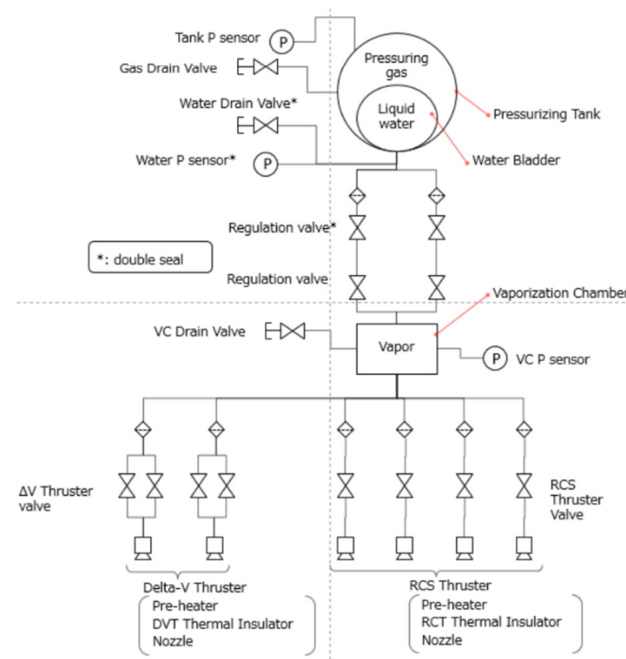 Tank P sensor
P
Gas Drain Valve
Pressuring
gas
Water Drain Valve*
Liquid
water
Pressurizing Tank
Water P sensor*
P
Water Bladder
Regulation valve*
*: double seal
Regulation valve
Vaporization Chamber
VC Drain Valve
Vapor
P
VC P sensor
ΔV Thruster
valve
RCS
Thruster
Valve
Delta-V Thruster
Pre-heater
DVT Thermal Insulator
Nozzle
RCS Thruster
Pre-heater
RCT Thermal Insulator
Nozzle